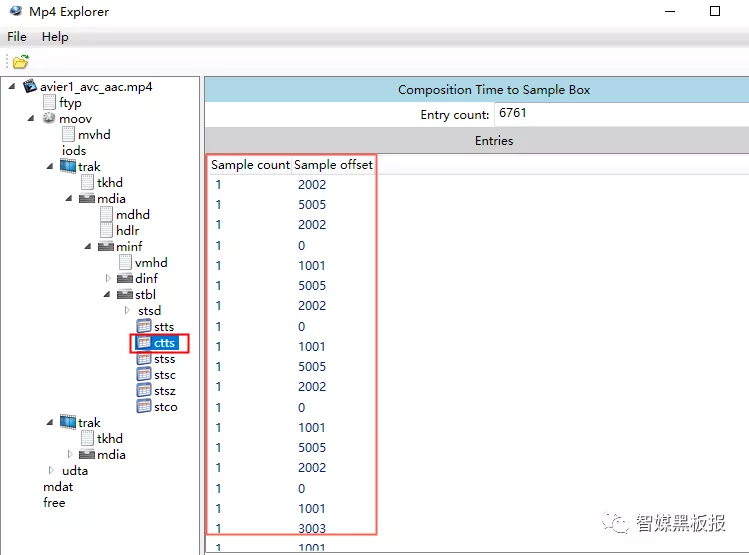 Mp4 Explorer
File Help
avier1_avc_aac.mp4
ftyp
moov
mvhd
iods
trak
tkhd
mdia
mdhd
hdlr
minf
vmhd
dinf
stbl
stsd
stts
ctts
stss
stsc
stsz
stco
trak
tkhd
mdia
udta
mdat
free
Composition Time to Sample Box
Entry count: 6761
Entries
Sample count Sample offset
1 2002
1 5005
1 2002
1 0
1 1001
1 5005
1 2002
1 0
1 1001
1 5005
1 2002
1 0
1 1001
1 5005
1 2002
1 0
1 1001
1 3003
1 1001
智媒黑板报